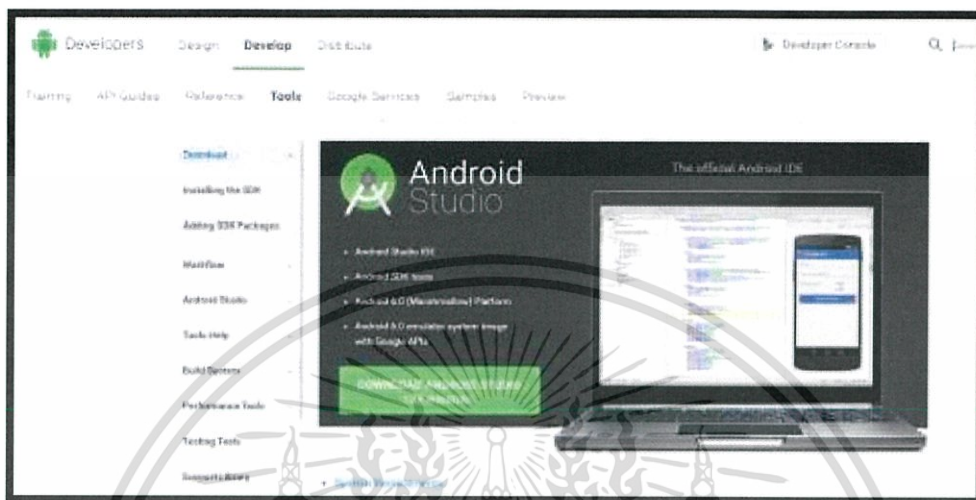 Developers
Design
Develop
Distribute
Developer Console
Training
API Guides
Reference
Tools
Google Services
Samples
Preview
Download
Installing the SDK
Adding SDK Packages
Workflow
Android Studio
Tools Help
Build System
Performance Tools
Testing Tools
Support Library
Android
Studio
The official Android IDE
Android Studio IDE
Android SDK tools
Android 6.0 (Marshmallow) Platform
Android 6.0 emulator system image
with Google APIs
DOWNLOAD ANDROID STUDIO